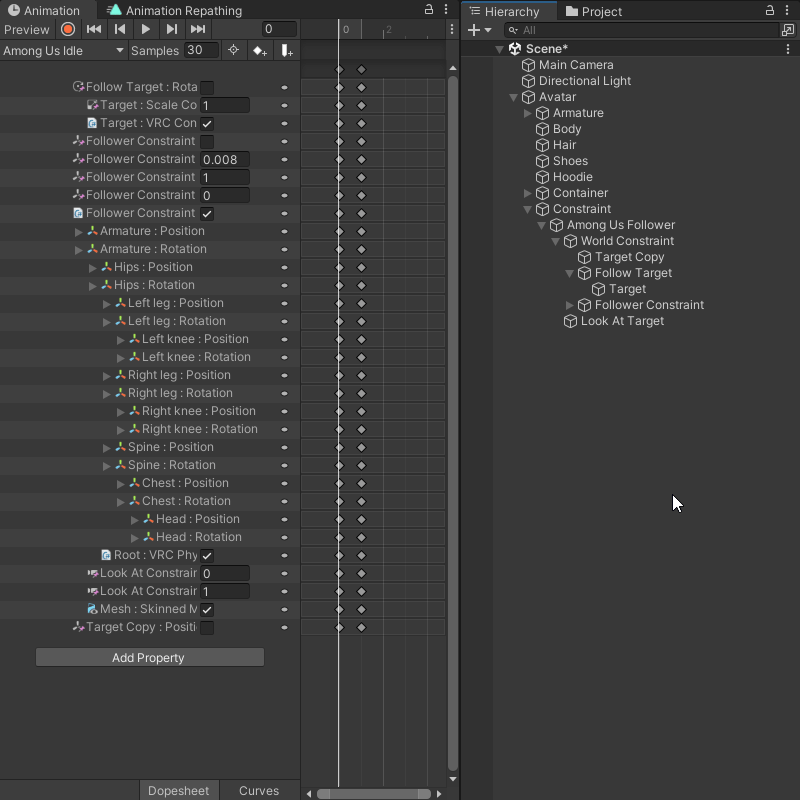 Animation
Animation Repathing
Preview
0
0
2
Among Us Idle
Samples
30
Follow Target : Rota
Target : Scale Co
1
Target : VRC Con
Follower Constraint
Follower Constraint
0.008
Follower Constraint
1
Follower Constraint
0
Follower Constraint
Armature : Position
Armature : Rotation
Hips : Position
Hips : Rotation
Left leg : Position
Left leg : Rotation
Left knee : Position
Left knee : Rotation
Right leg : Position
Right leg : Rotation
Right knee : Position
Right knee : Rotation
Spine : Position
Spine : Rotation
Chest : Position
Chest : Rotation
Head : Position
Head : Rotation
Root : VRC Phy
Look At Constrair
0
Look At Constrair
1
Mesh : Skinned M
Target Copy : Positi
Add Property
Dopesheet
Curves
Hierarchy
Project
All
Scene*
Main Camera
Directional Light
Avatar
Armature
Body
Hair
Shoes
Hoodie
Container
Constraint
Among Us Follower
World Constraint
Target Copy
Follow Target
Target
Follower Constraint
Look At Target